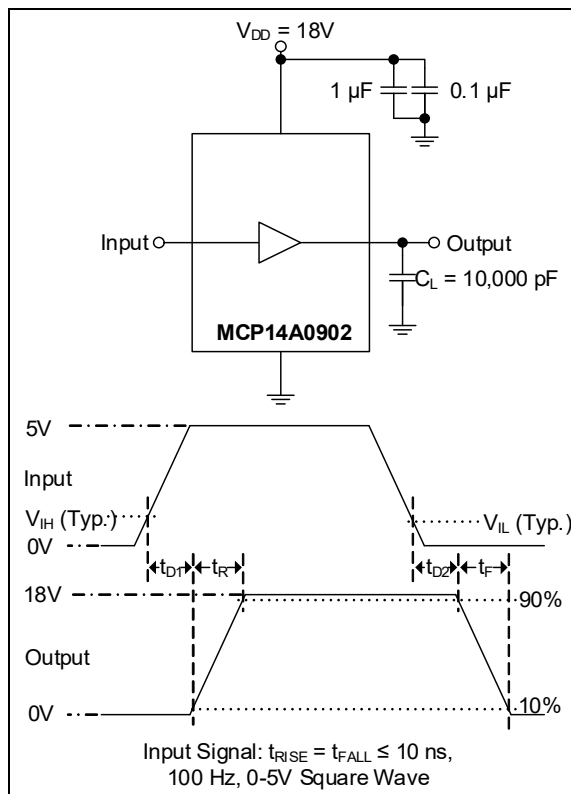 V_DD = 18V
1 µF 0.1 µF
Input Output
C_L = 10,000 pF
MCP14A0902
5V
Input
V_IH (Typ.) V_IL (Typ.)
0V
t_D1 t_R t_D2 t_F
18V 90%
Output
0V 10%
Input Signal: t_RISE = t_FALL ≤ 10 ns,
100 Hz, 0-5V Square Wave